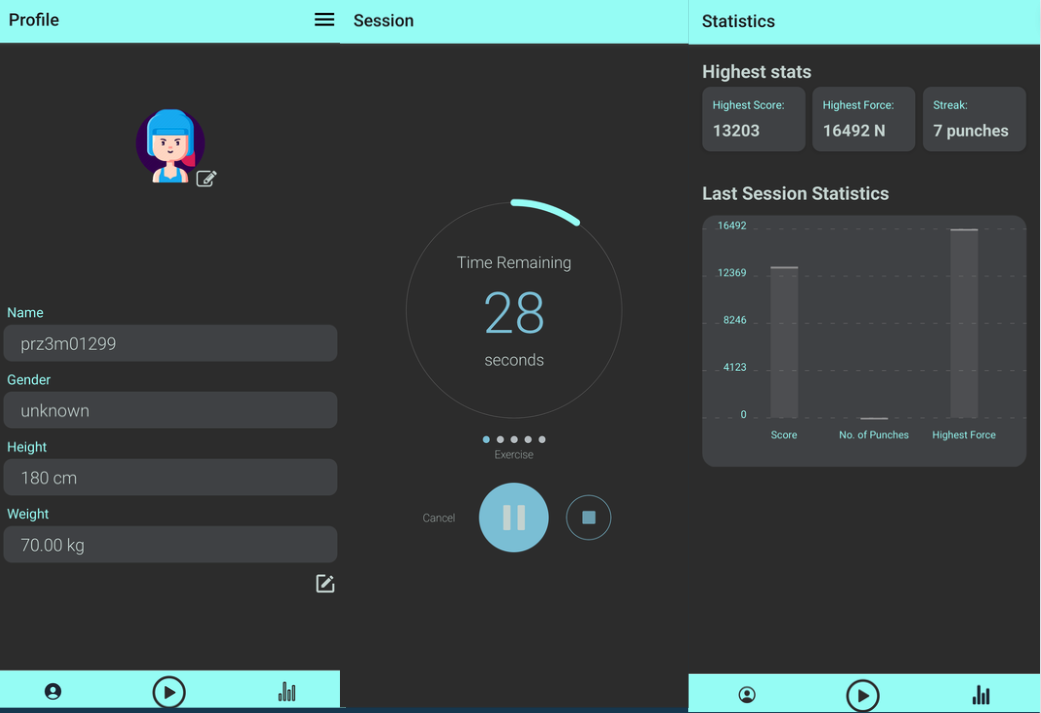 Profile
Name
prz3m01299
Gender
unknown
Height
180 cm
Weight
70.00 kg
Session
Time Remaining
28
seconds
Exercise
Cancel
Statistics
Highest stats
Highest Score:
13203
Highest Force:
16492 N
Streak:
7 punches
Last Session Statistics
16492
12369
8246
4123
0
Score No. of Punches Highest Force